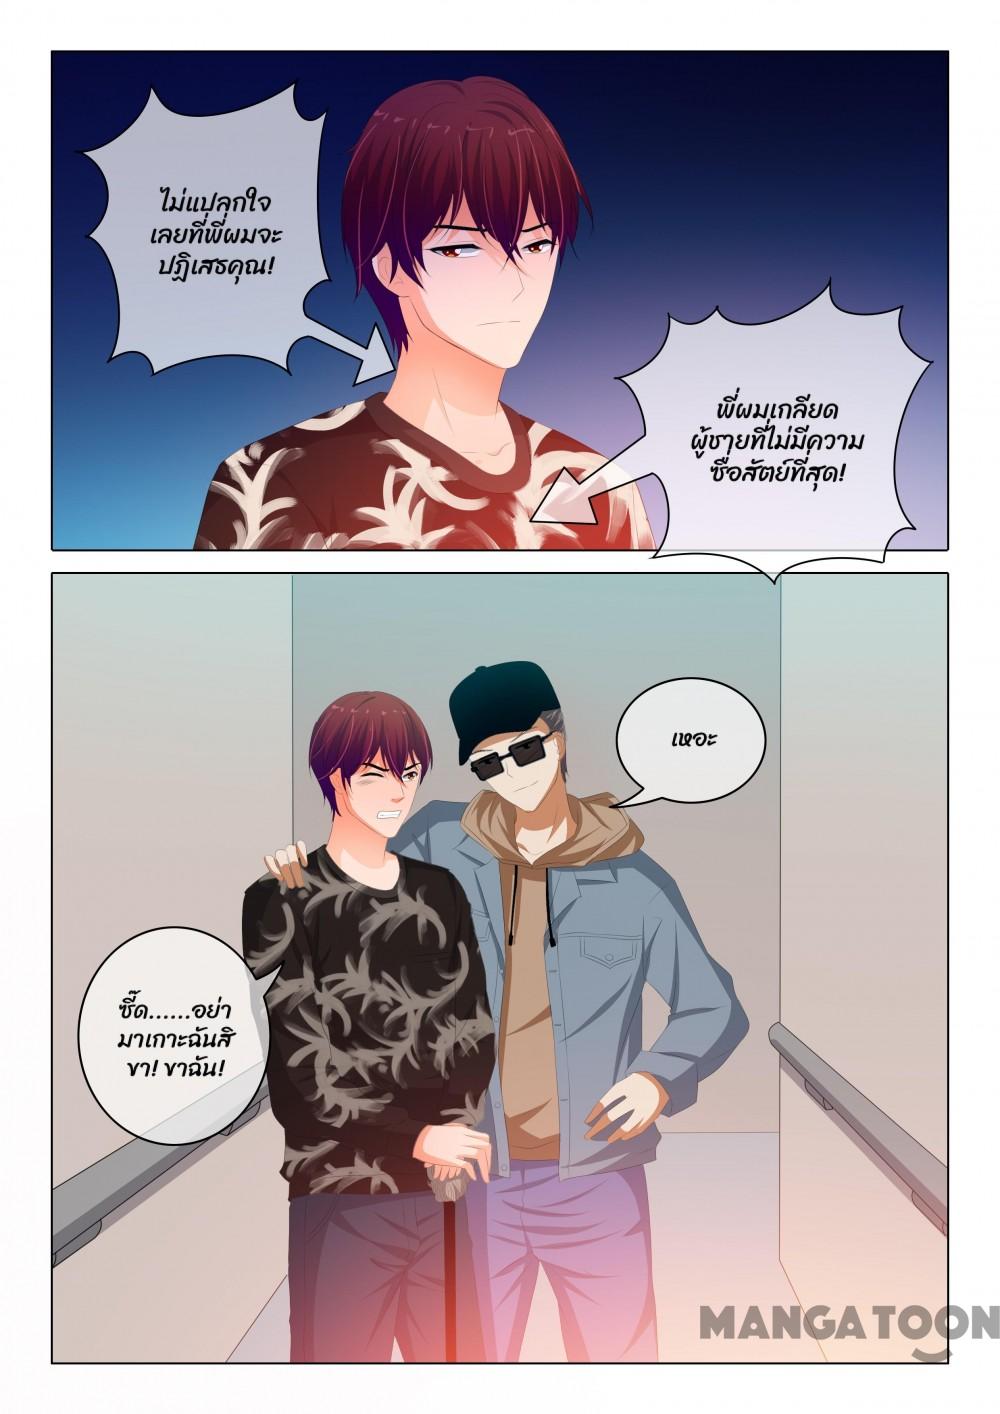 ไม่แปลกใจ
เลยที่พี่ผมจะ
ปฏิเสธคุณ!
พี่ผมเกลียด
ผู้ชายที่ไม่มีความ
ซื่อสัตย์ที่สุด!
เหอะ
ซี๊ด......อย่า
มาเกาะฉันสิ
ขา! ขาฉัน!
MANGATOON